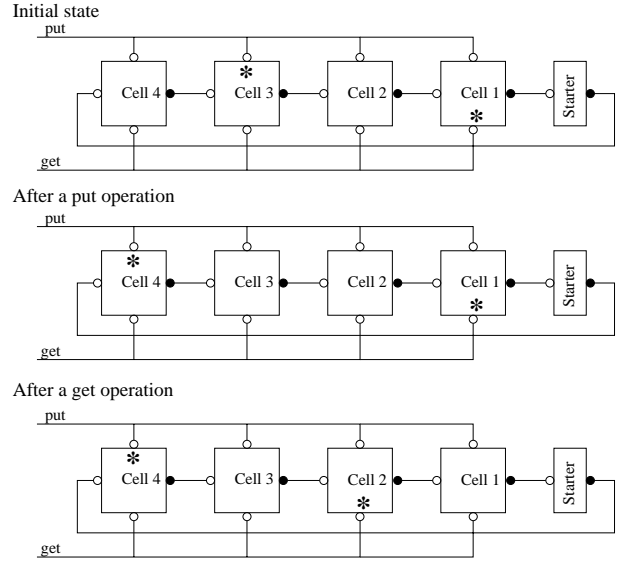 Initial state
put
Cell 4 * Cell 3 Cell 2 Cell 1 * Starter
get
After a put operation
put
* Cell 4 Cell 3 Cell 2 Cell 1 * Starter
get
After a get operation
put
* Cell 4 Cell 3 Cell 2 * Cell 1 Starter
get